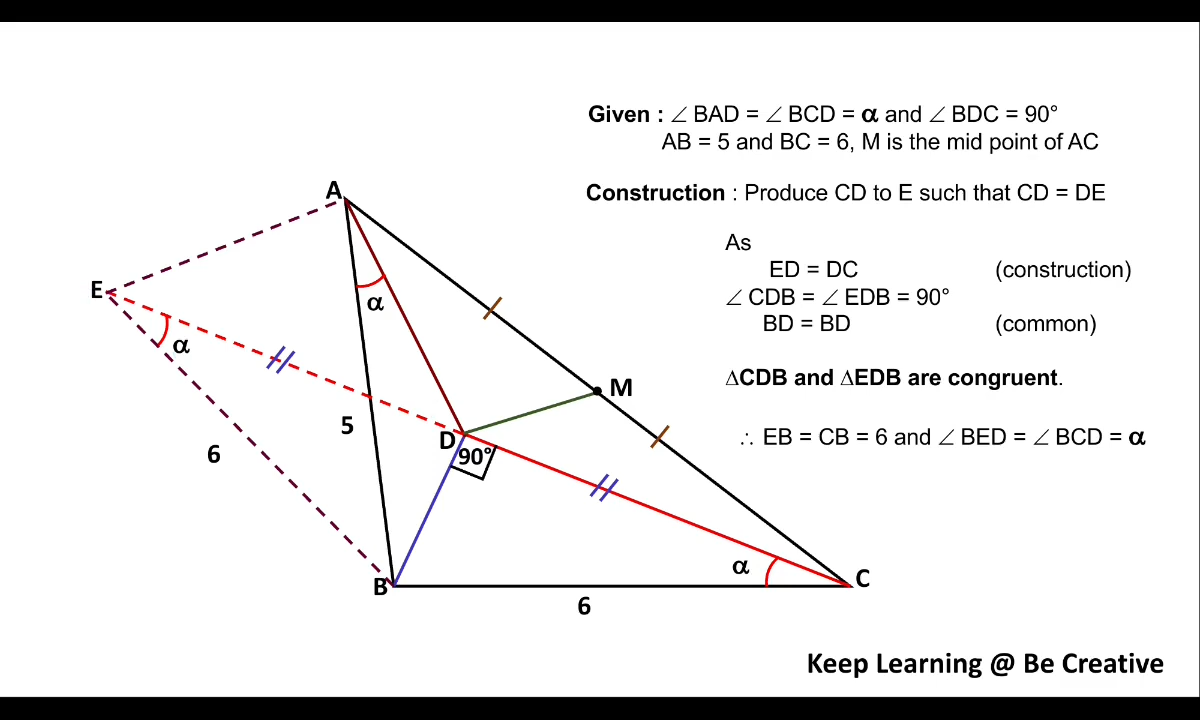 Given : ∠ BAD = ∠ BCD = α and ∠ BDC = 90°
AB = 5 and BC = 6, M is the mid point of AC
Construction : Produce CD to E such that CD = DE
As
ED = DC (construction)
∠ CDB = ∠ EDB = 90°
BD = BD (common)
∆CDB and ∆EDB are congruent.
∴ EB = CB = 6 and ∠ BED = ∠ BCD = α
A
E
α
α
M
5
D
90°
6
α
C
B
6
Keep Learning @ Be Creative